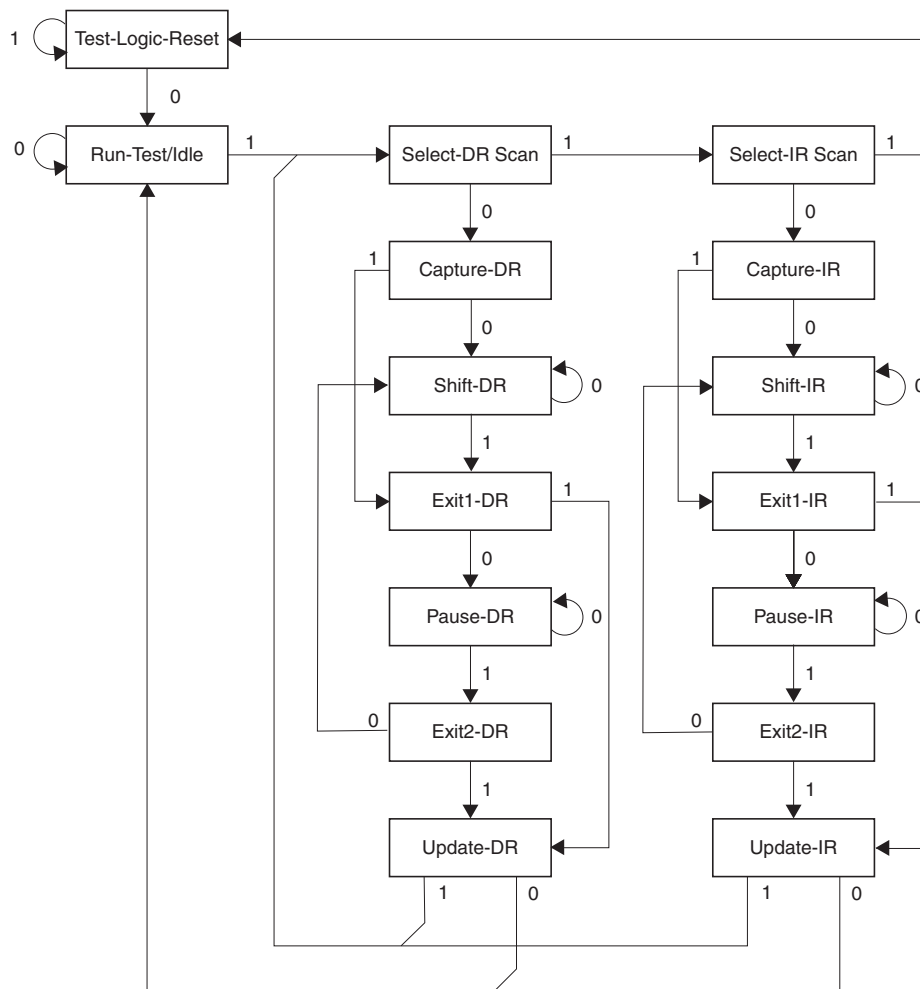 1 Test-Logic-Reset
0
0 Run-Test/Idle 1 Select-DR Scan 1 Select-IR Scan 1
0 0
1 Capture-DR 1 Capture-IR
0 0
Shift-DR 0 Shift-IR 0
1 1
Exit1-DR 1 Exit1-IR 1
0 0
Pause-DR 0 Pause-IR 0
1 1
0 Exit2-DR 0 Exit2-IR
1 1
Update-DR Update-IR
1 0 1 0